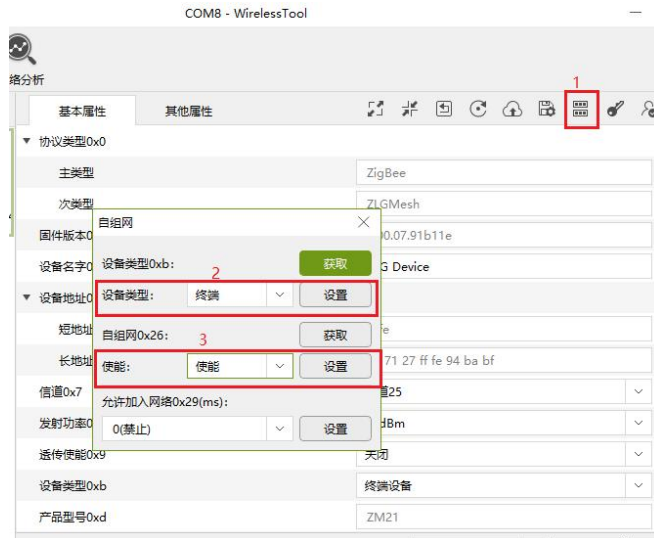 COM8 - WirelessTool
络分析
1
基本属性 其他属性
协议类型0x0
主类型 ZigBee
次类型 ZLGMesh
自组网
固件版本0 00.07.91b11e
设备类型0xb: 获取
设备名字0 G Device
2
设备类型: 终端 设置
设备地址0
自组网0x26: 获取
短地址 fe
3
使能: 使能 设置
长地址 71 27 ff fe 94 ba bf
信道0x7 道25
允许加入网络0x29(ms):
发射功率0 dBm
0(禁止) 设置
透传使能0x9 关闭
设备类型0xb 终端设备
产品型号0xd ZM21